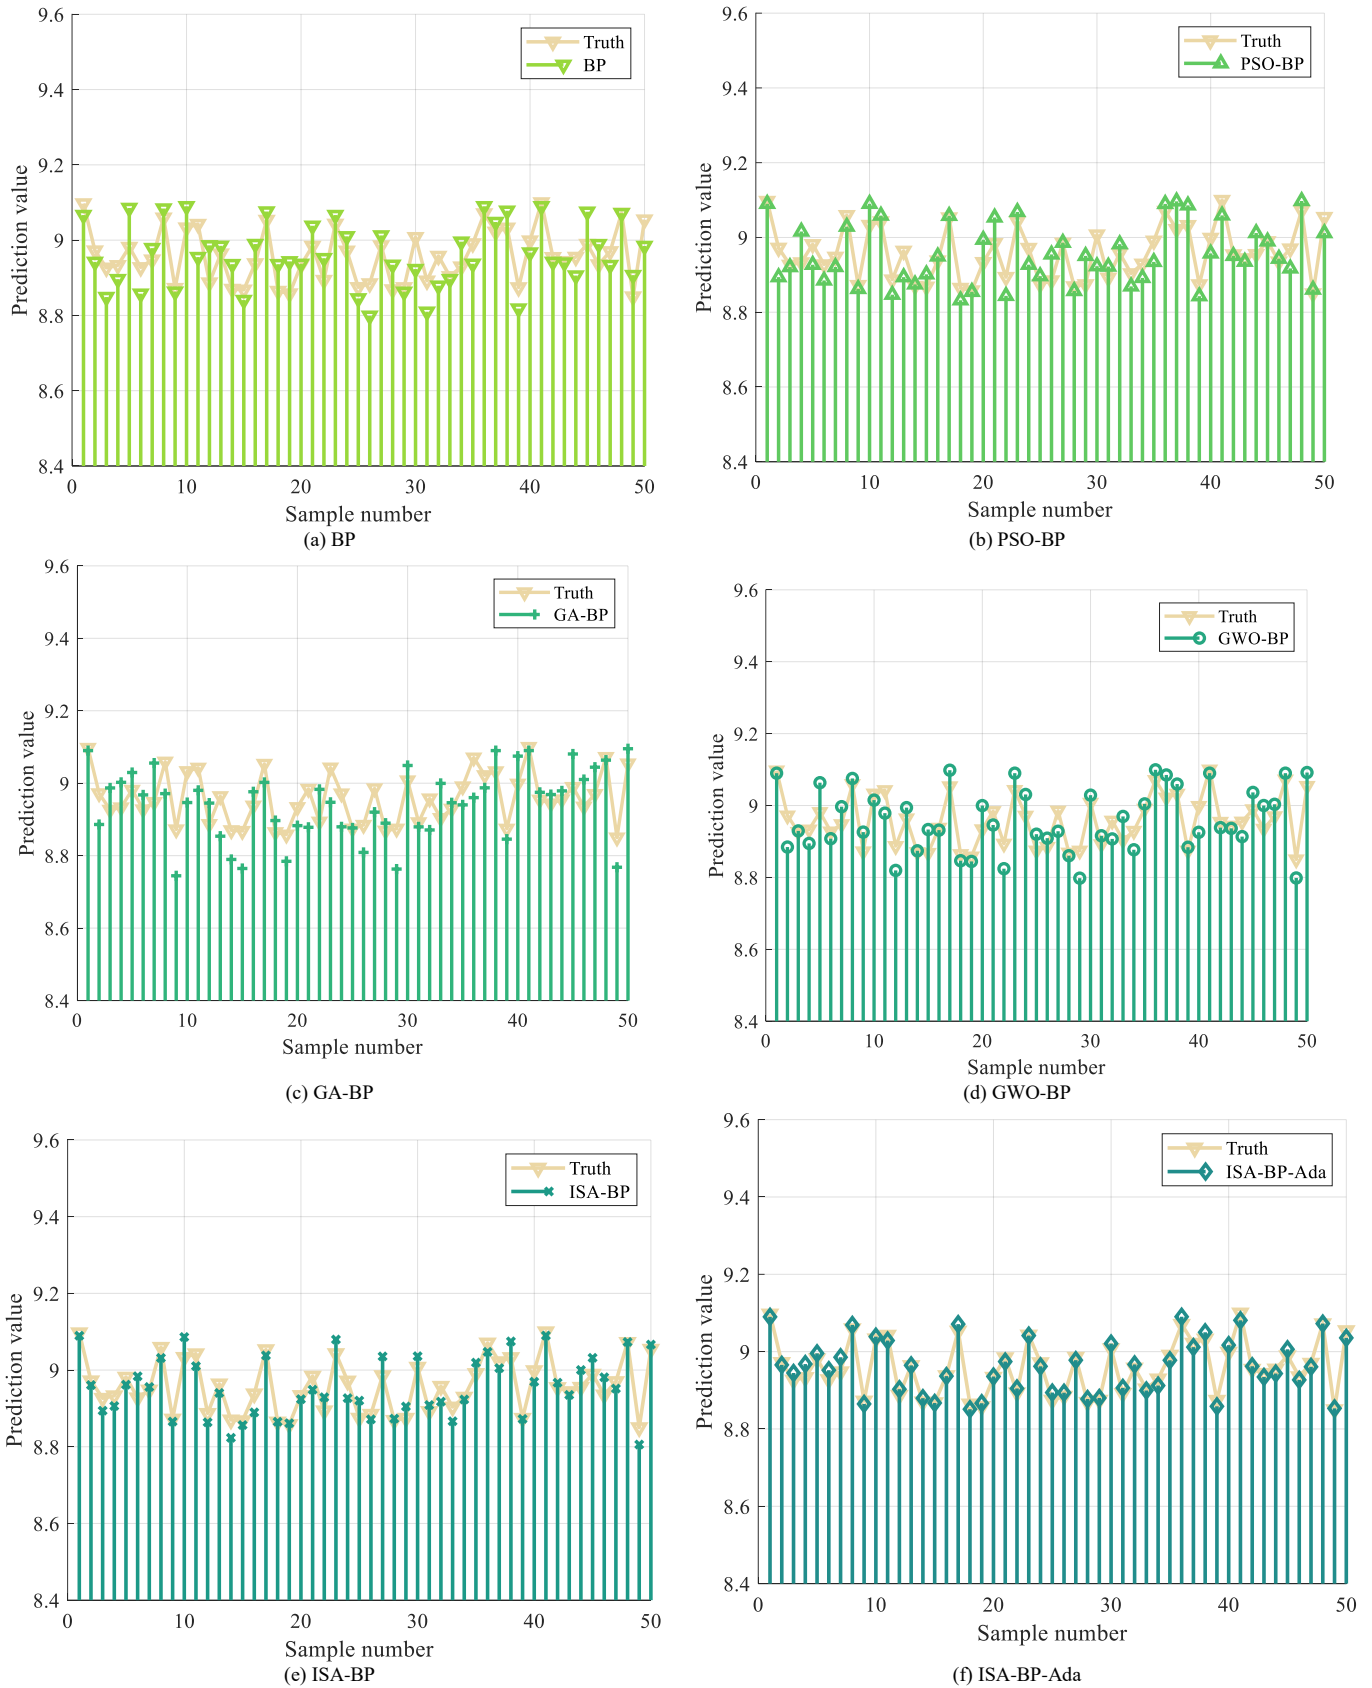 9.6
9.4
9.2
9
8.8
8.6
8.4
0
10
20
30
40
50
Prediction value
Sample number
Truth
BP
(a) BP
9.6
9.4
9.2
9
8.8
8.6
8.4
0
10
20
30
40
50
Prediction value
Sample number
Truth
PSO-BP
(b) PSO-BP
9.6
9.4
9.2
9
8.8
8.6
8.4
0
10
20
30
40
50
Prediction value
Sample number
Truth
GA-BP
(c) GA-BP
9.6
9.4
9.2
9
8.8
8.6
8.4
0
10
20
30
40
50
Prediction value
Sample number
Truth
GWO-BP
(d) GWO-BP
9.6
9.4
9.2
9
8.8
8.6
8.4
0
10
20
30
40
50
Prediction value
Sample number
Truth
ISA-BP
(e) ISA-BP
9.6
9.4
9.2
9
8.8
8.6
8.4
0
10
20
30
40
50
Prediction value
Sample number
Truth
ISA-BP-Ada
(f) ISA-BP-Ada